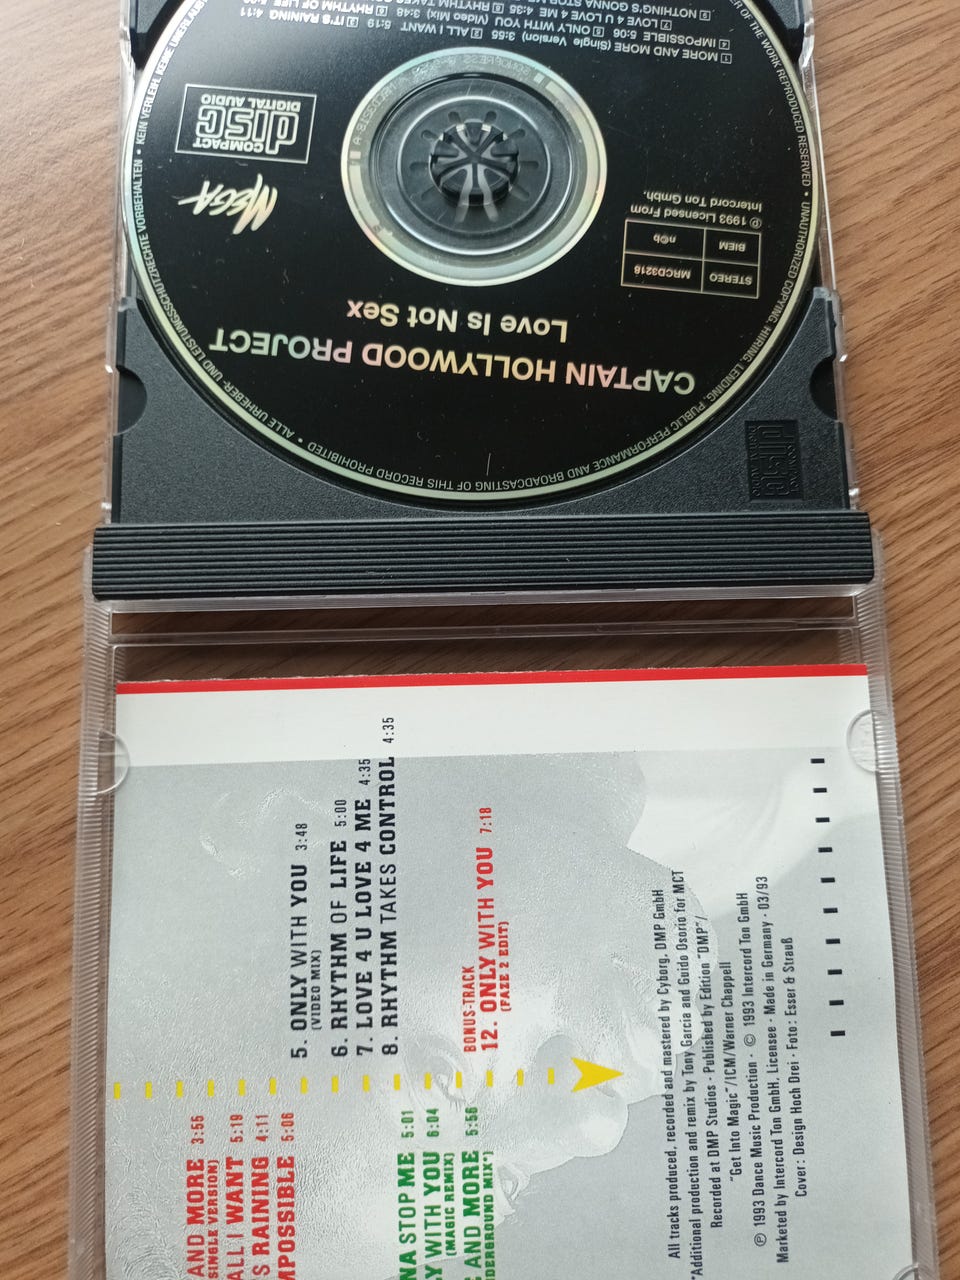 UNAUTHORIZED COPYING, HIRING, LENDING, PUBLIC PERFORMANCE AND BROADCASTING OF THIS RECORD PROHIBITED • ALLE URHEBER- UND LEISTUNGSSCHUTZRECHTE VORBEHALTEN • KEIN VERLEIH, KEINE
OF THE WORK REPRODUCED RESERVED •
CAPTAIN HOLLYWOOD PROJECT
Love Is Not Sex
STEREO MRCD3218
BIEM n©b
℗ 1993 Licensed From
Intercord Ton Gmbh.
MEGA
COMPACT
disc
DIGITAL AUDIO
1 MORE AND MORE (Single Version) 3:55 2 ALL I WANT 5:19 3 IT'S RAINING 4:11
4 IMPOSSIBLE 5:06 5 ONLY WITH YOU (Video Mix) 3:48 6 RHYTHM OF LIFE
7 LOVE 4 U LOVE 4 ME 4:35 8 RHYTHM TAKES
9 NOTHING'S GONNA STOP ME
AND MORE 3:55
SINGLE VERSION)
ALL I WANT 5:19
S RAINING 4:11
MPOSSIBLE 5:06
5. ONLY WITH YOU 3:48
(VIDEO MIX)
6. RHYTHM OF LIFE 5:00
7. LOVE 4 U LOVE 4 ME 4:35
8. RHYTHM TAKES CONTROL 4:35
NA STOP ME 5:01
Y WITH YOU 6:04
(MAGIC REMIX)
AND MORE 5:56
DERGROUND MIX*)
BONUS-TRACK
12. ONLY WITH YOU 7:18
(FAZE 2 EDIT)
All tracks produced, recorded and mastered by Cyborg, DMP GmbH
*Additional production and remix by Tony Garcia and Guido Osorio for MCT
Recorded at DMP Studios · Published by Edition "DMP"/
"Get Into Magic"/ICM/Warner Chappell
℗ 1993 Dance Music Production · © 1993 Intercord Ton GmbH
Marketed by Intercord Ton GmbH, Licensee · Made in Germany · 03/93
Cover: Design Hoch Drei · Foto: Esser & Strauß